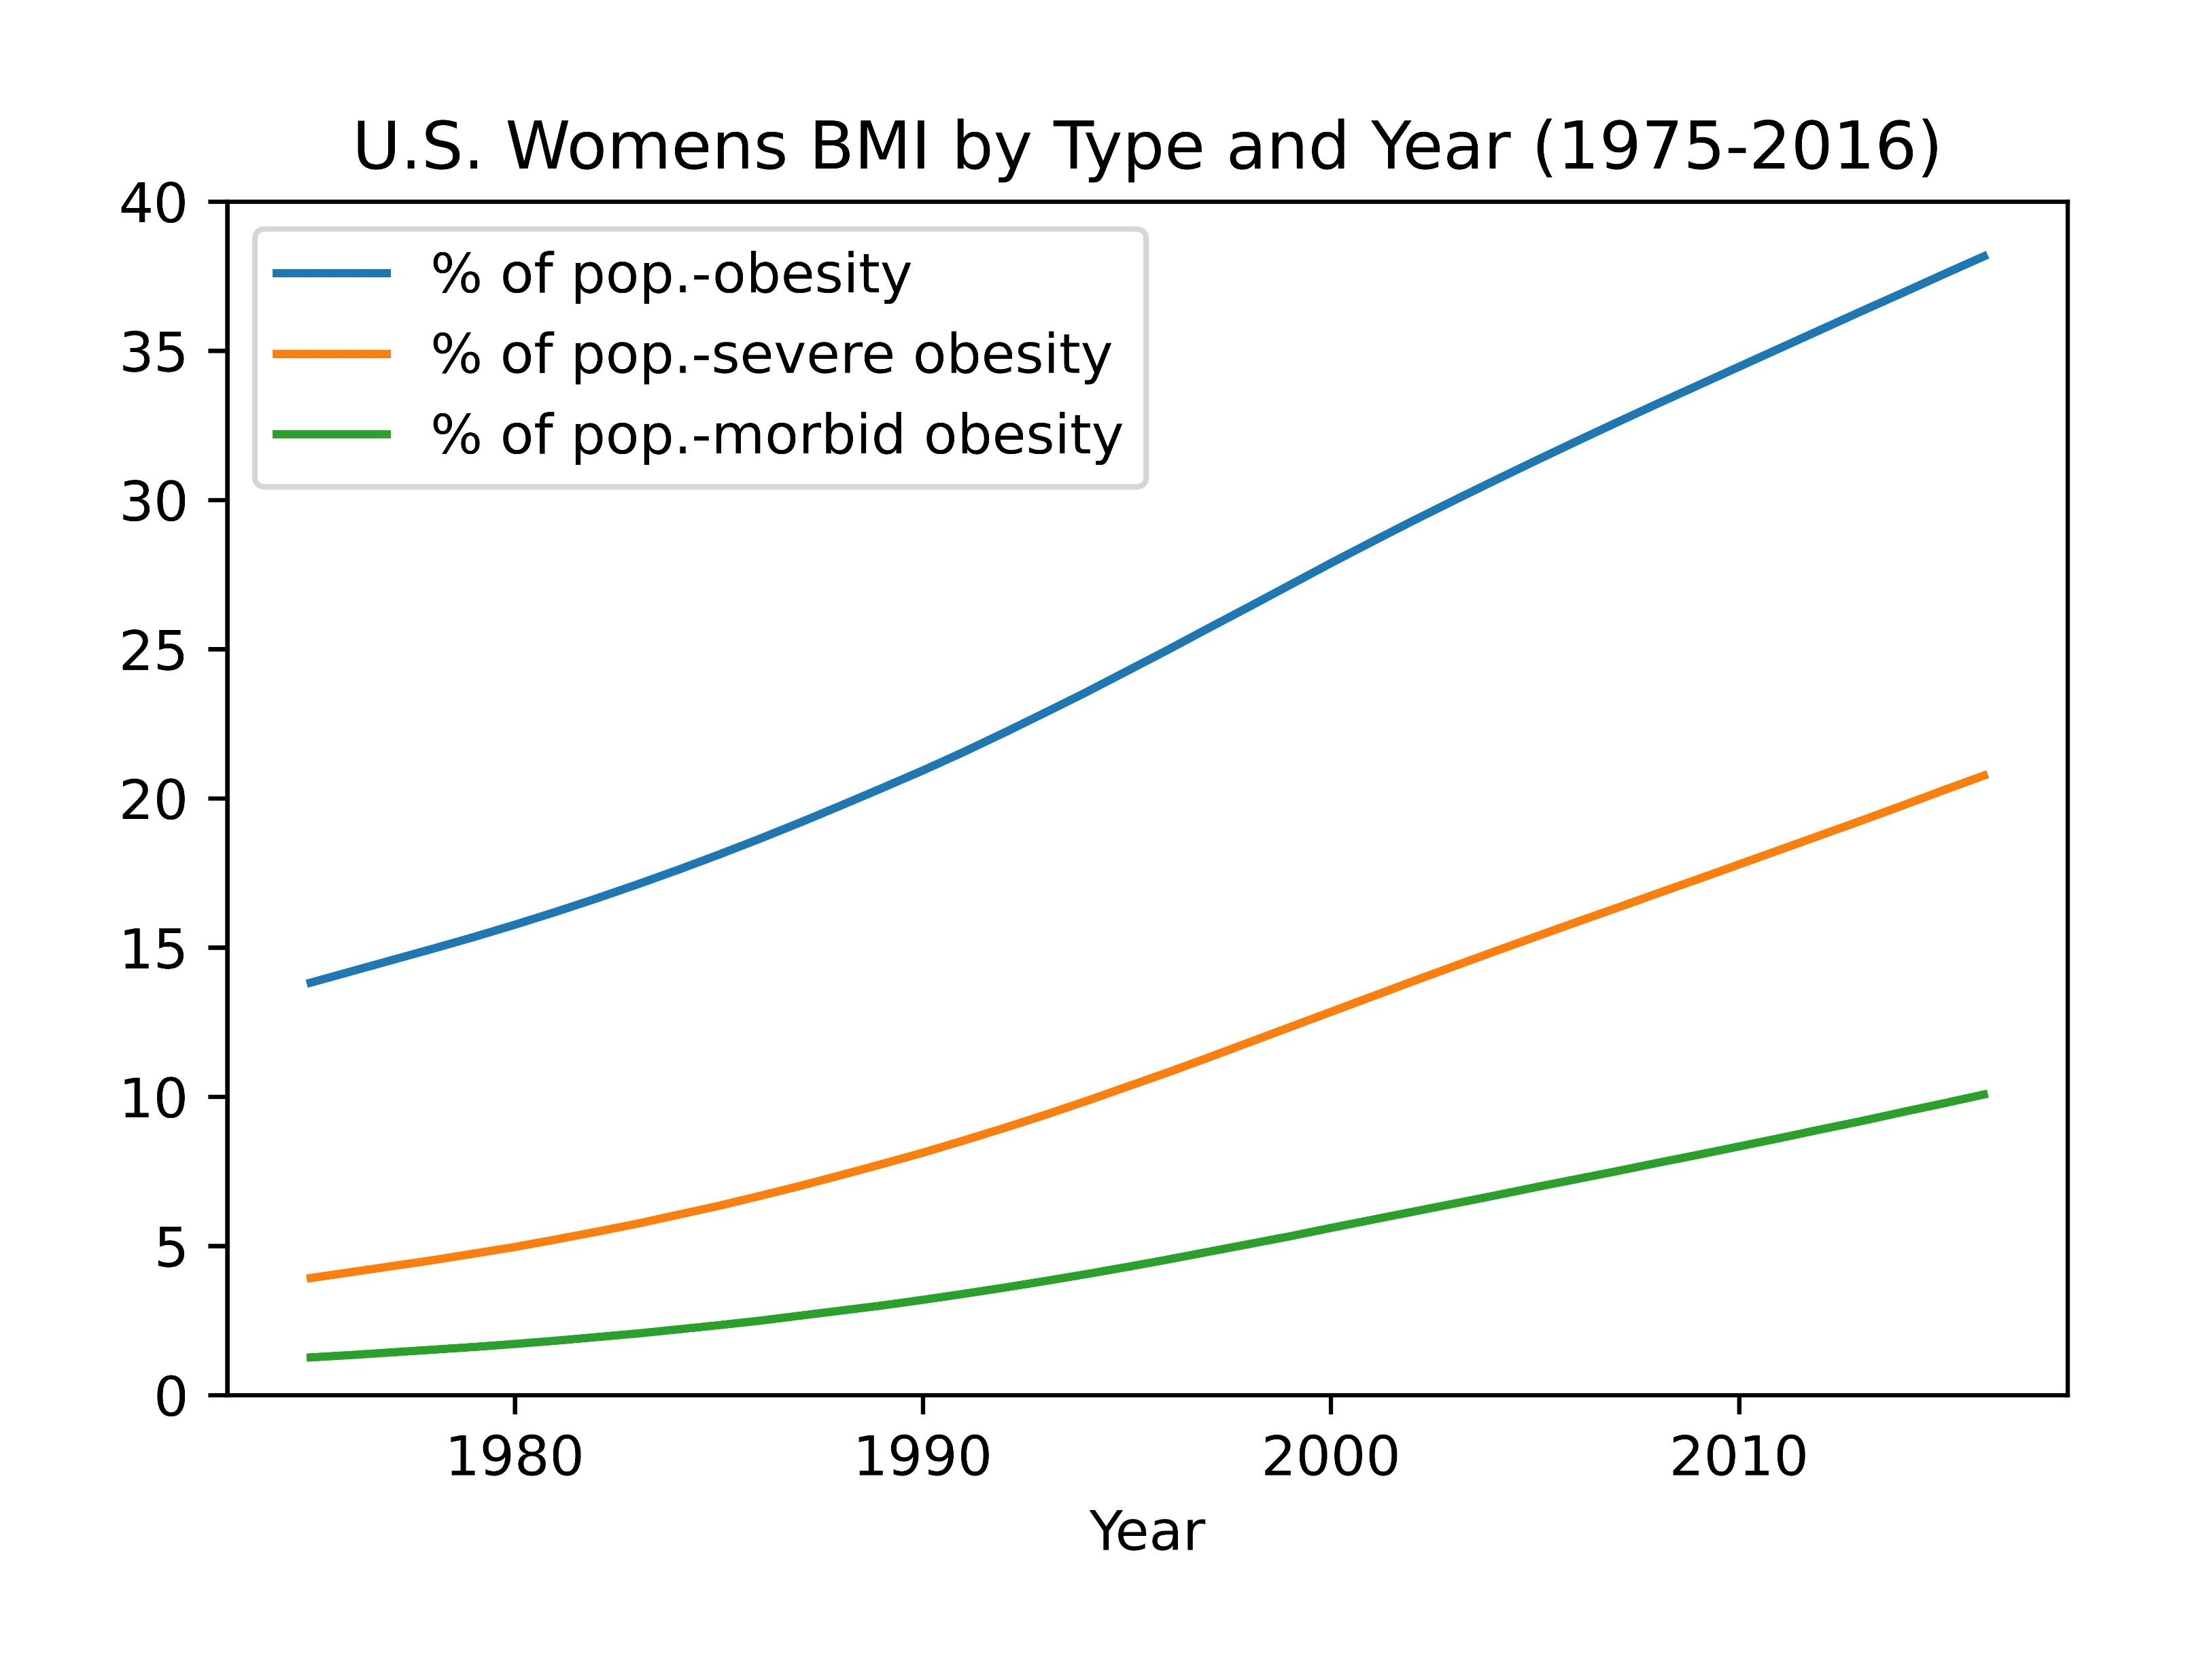 U.S. Womens BMI by Type and Year (1975-2016)
40
35
30
25
20
15
10
5
0
% of pop.-obesity
% of pop.-severe obesity
% of pop.-morbid obesity
1980 1990 2000 2010
Year